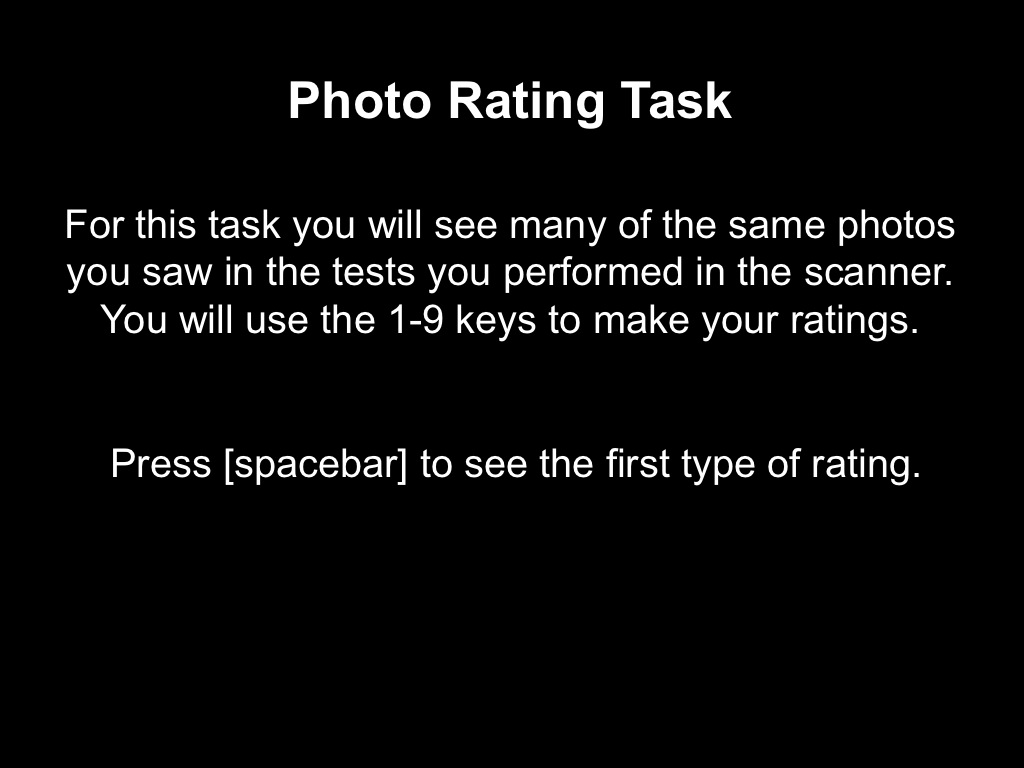 Photo Rating Task
For this task you will see many of the same photos
you saw in the tests you performed in the scanner.
You will use the 1-9 keys to make your ratings.
Press [spacebar] to see the first type of rating.